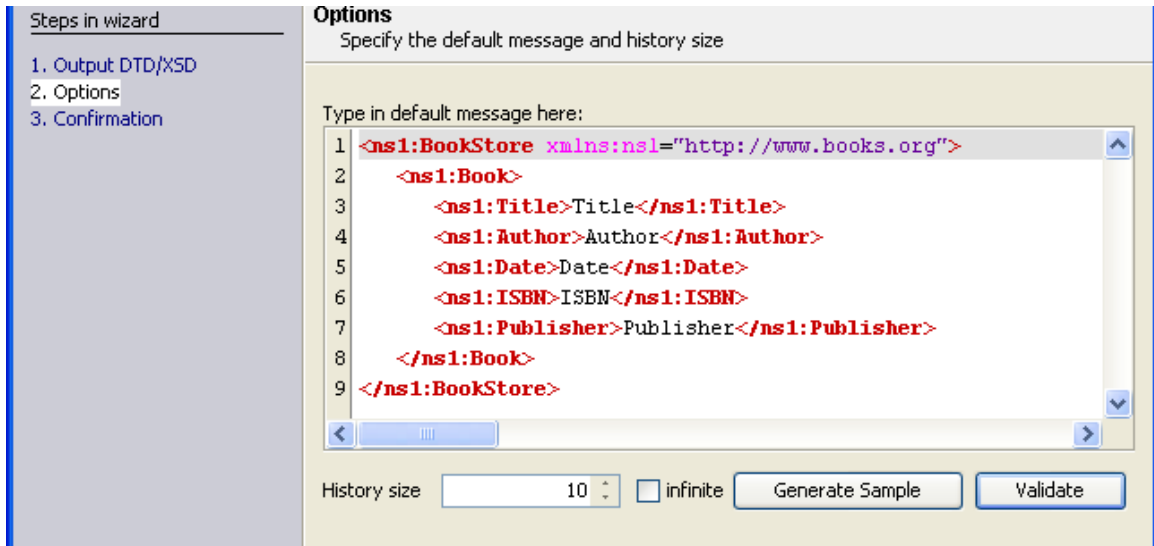 Steps in wizard
1. Output DTD/XSD
2. Options
3. Confirmation
Options
Specify the default message and history size
Type in default message here:
1 <ns1:BookStore xmlns:nsl="http://www.books.org">
2 <ns1:Book>
3 <ns1:Title>Title</ns1:Title>
4 <ns1:Author>Author</ns1:Author>
5 <ns1:Date>Date</ns1:Date>
6 <ns1:ISBN>ISBN</ns1:ISBN>
7 <ns1:Publisher>Publisher</ns1:Publisher>
8 </ns1:Book>
9 </ns1:BookStore>
History size 10 infinite Generate Sample Validate